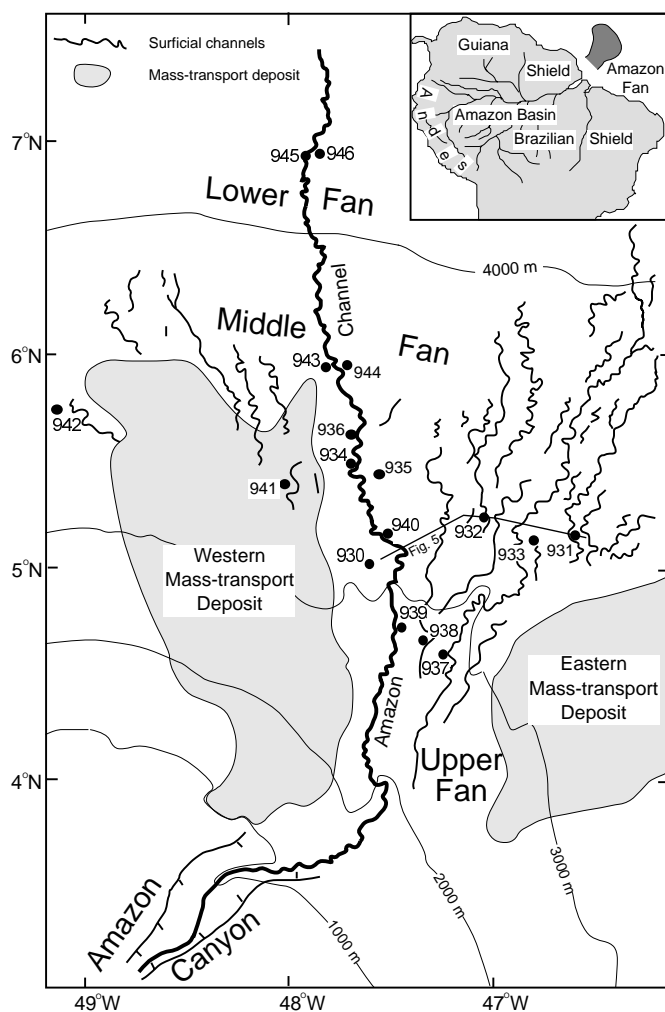 Surficial channels
Mass-transport deposit
Guiana
Shield
Amazon
Fan
Andes
Amazon Basin
Brazilian
Shield
7°N
945
946
Lower Fan
4000 m
Channel
Middle
Fan
6°N
943
944
942
936
934
935
941
940
932
Fig. 5
933
931
930
5°N
Western
Mass-transport
Deposit
939
938
937
Eastern
Mass-transport
Deposit
Amazon
Upper
Fan
4°N
3000 m
2000 m
1000 m
Amazon
Canyon
49°W
48°W
47°W